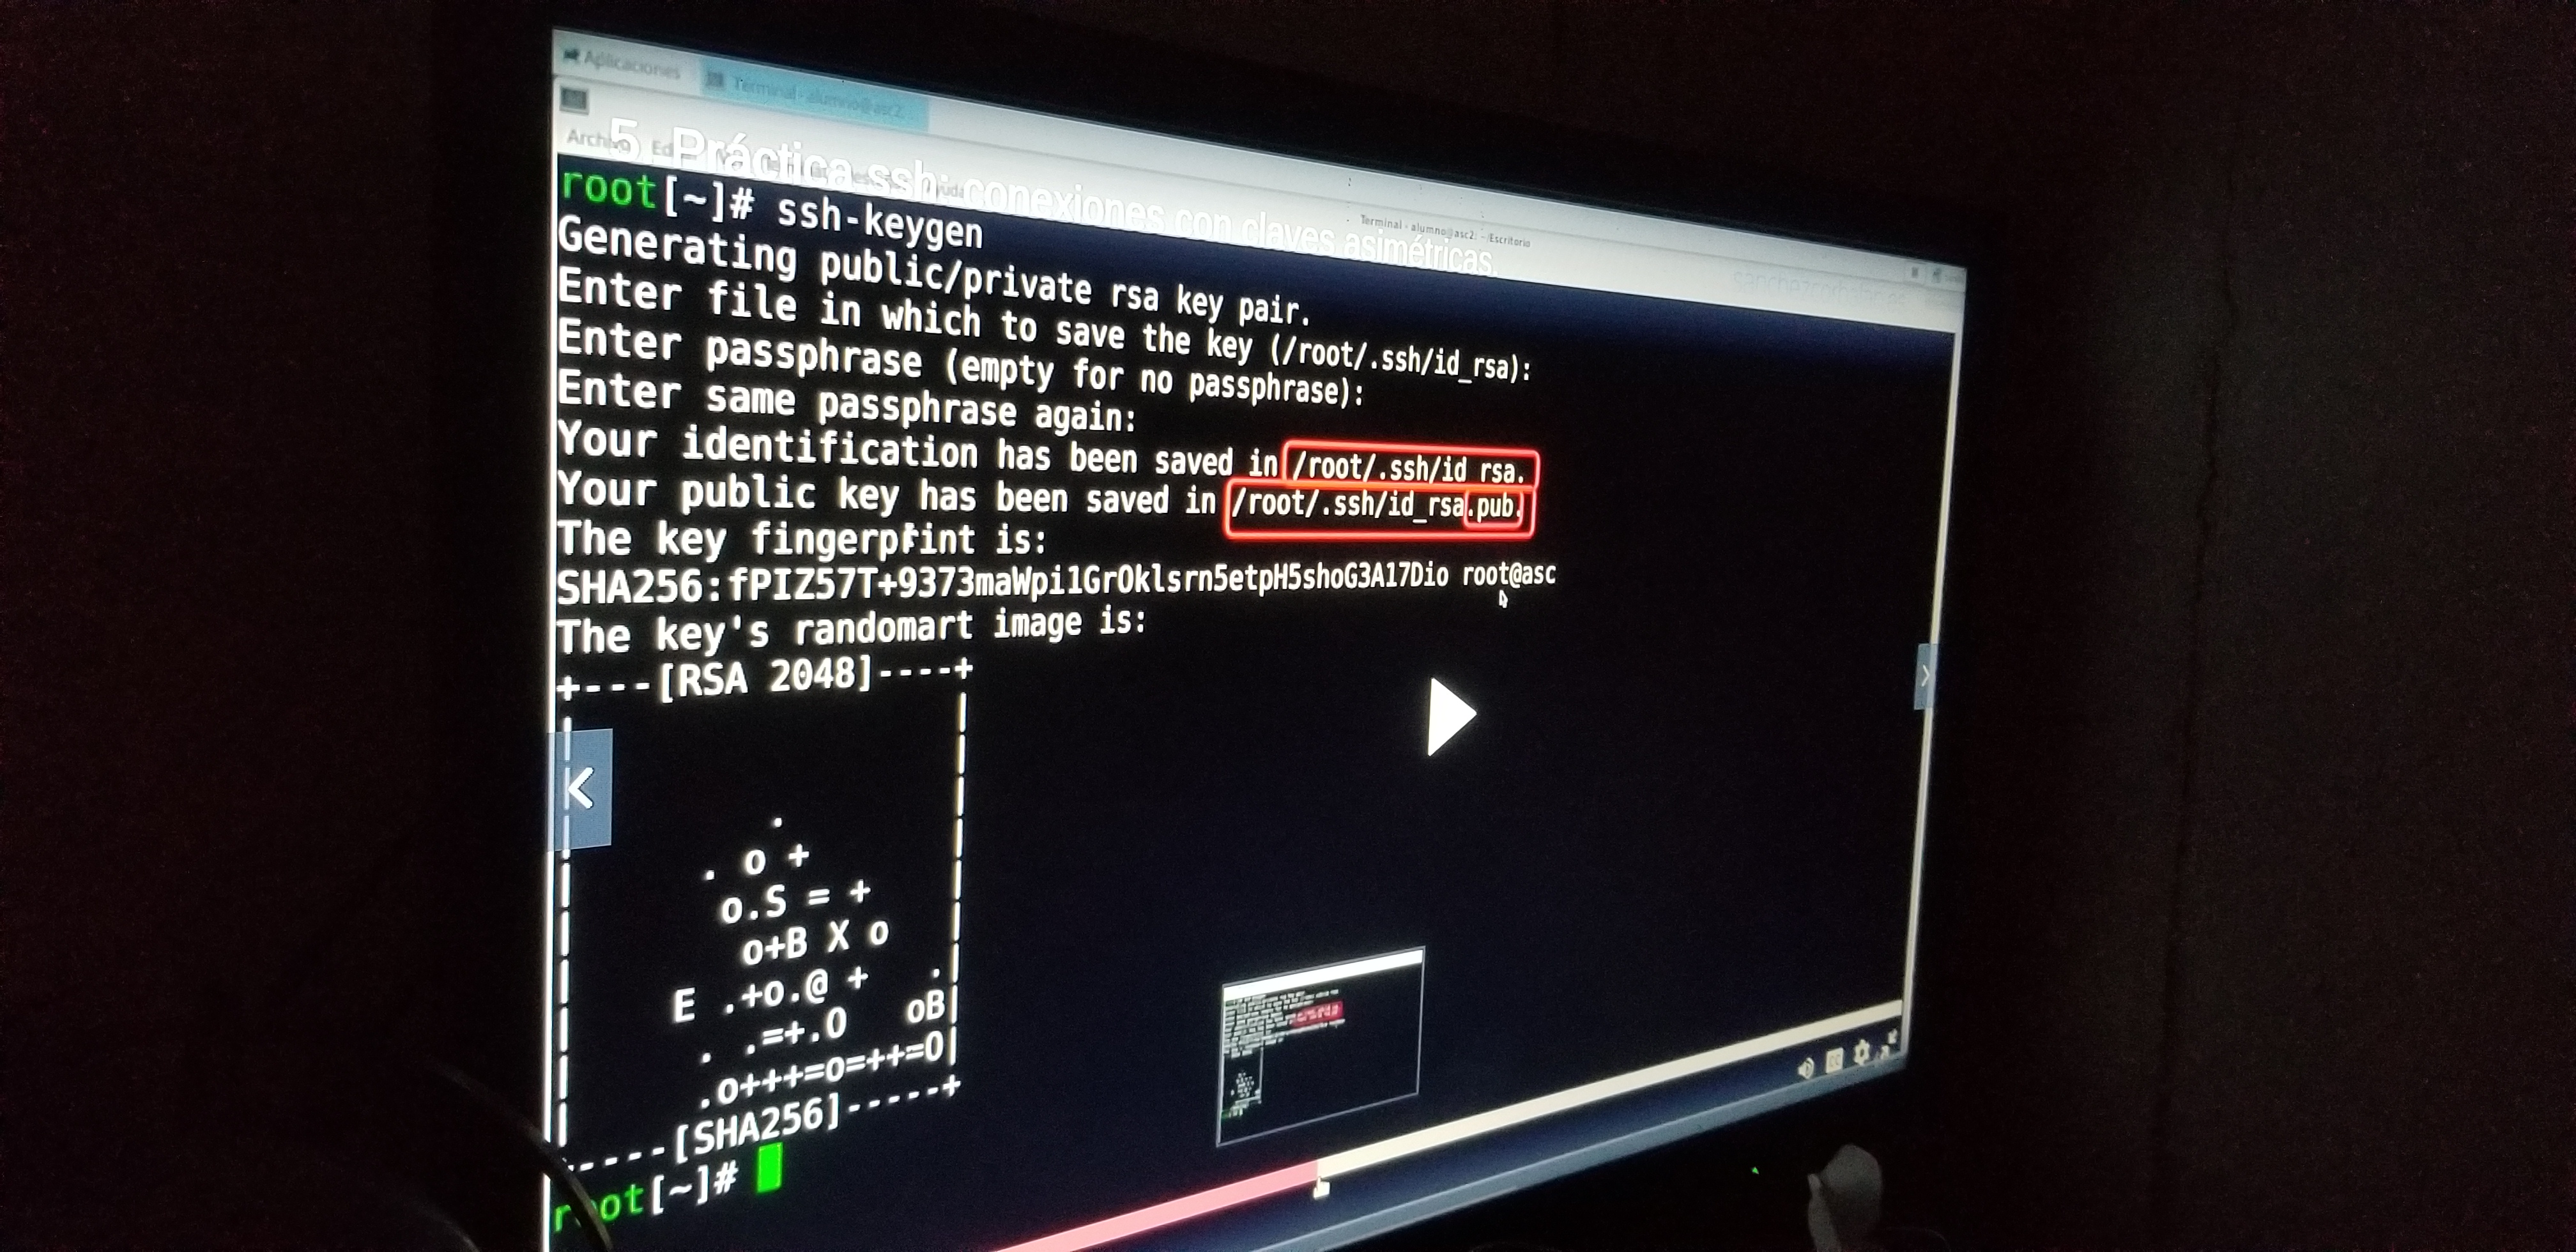 Aplicaciones
Terminal - alumno@asc2:
5. Práctica ssh: conexiones con claves asimétricas.
Terminal - alumno@asc2: ~/Escritorio
root[~]# ssh-keygen
Generating public/private rsa key pair.
Enter file in which to save the key (/root/.ssh/id_rsa):
Enter passphrase (empty for no passphrase):
Enter same passphrase again:
Your identification has been saved in /root/.ssh/id_rsa.
Your public key has been saved in /root/.ssh/id_rsa.pub.
The key fingerprint is:
SHA256:fPIZ57T+9373maWpi1GrOklsrn5etpH5shoG3A17Dio root@asc
The key's randomart image is:
+---[RSA 2048]----+
.
. o +
o.S = +
o+B X o
E .+o.@ + .
. .=+.O oB|
.o+++=o=++=O|
----[SHA256]-----+
root[~]#